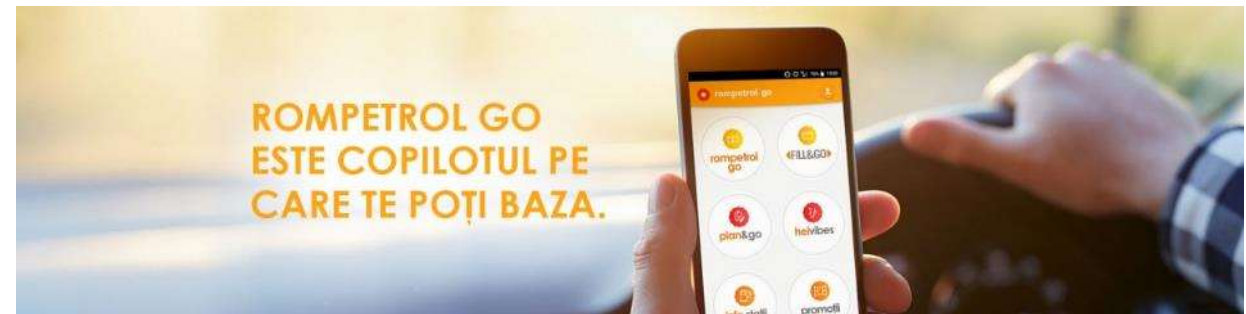 ROMPETROL GO
ESTE COPILOTUL PE
CARE TE POȚI BAZA.
rompetrol go
rompetrol
go
FILL&GO
plan&go
heivibes
promoții